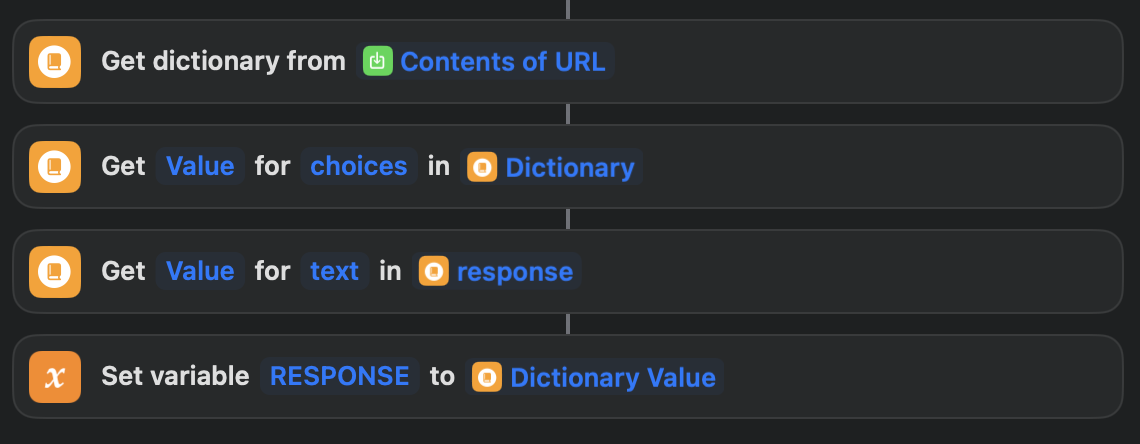 Get dictionary from Contents of URL
Get Value for choices in Dictionary
Get Value for text in response
x Set variable RESPONSE to Dictionary Value